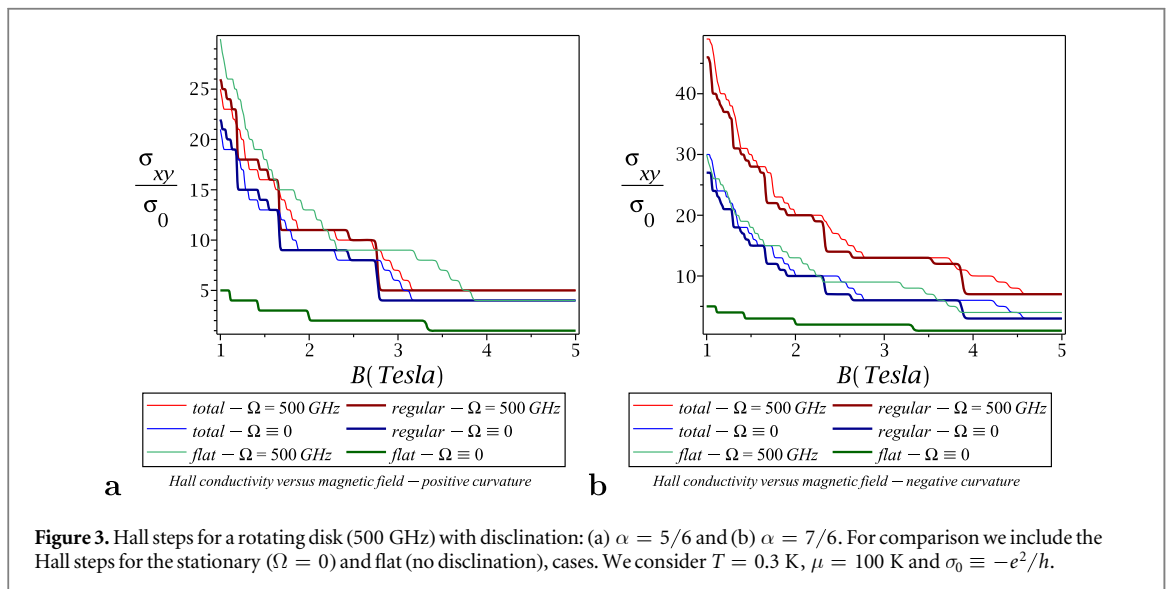 25
20
15
10
5
σxy
σ0
1 2 3 4 5
B(Tesla)
total − Ω = 500 GHz regular − Ω = 500 GHz
total − Ω ≡ 0 regular − Ω ≡ 0
flat − Ω = 500 GHz flat − Ω ≡ 0
Hall conductivity versus magnetic field − positive curvature
a
40
30
20
10
σxy
σ0
1 2 3 4 5
B(Tesla)
total − Ω = 500 GHz regular − Ω = 500 GHz
total − Ω ≡ 0 regular − Ω ≡ 0
flat − Ω = 500 GHz flat − Ω ≡ 0
Hall conductivity versus magnetic field − negative curvature
b
Figure 3. Hall steps for a rotating disk (500 GHz) with disclination: (a) α = 5/6 and (b) α = 7/6. For comparison we include the
Hall steps for the stationary (Ω = 0) and flat (no disclination), cases. We consider T = 0.3 K, μ = 100 K and σ0 ≡ −e²/h.